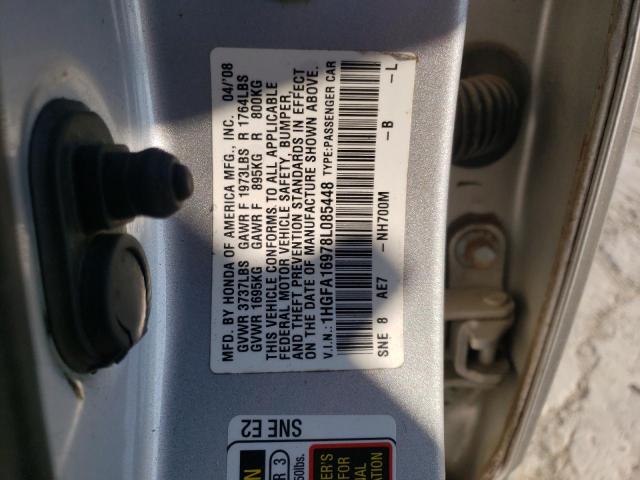 MFD. BY HONDA OF AMERICA MFG., INC. 04/'08
GVWR 3737LBS GAWR F 1973LBS R 1764LBS
GVWR 1695KG GAWR F 895KG R 800KG
THIS VEHICLE CONFORMS TO ALL APPLICABLE
FEDERAL MOTOR VEHICLE SAFETY, BUMPER,
AND THEFT PREVENTION STANDARDS IN EFFECT
ON THE DATE OF MANUFACTURE SHOWN ABOVE.
V.I.N.: 1HGFA16978L085448 TYPE:PASSENGER CAR
SNE 8 AE7 -NH700M -B -L
SNE E2
R 3
50lbs.